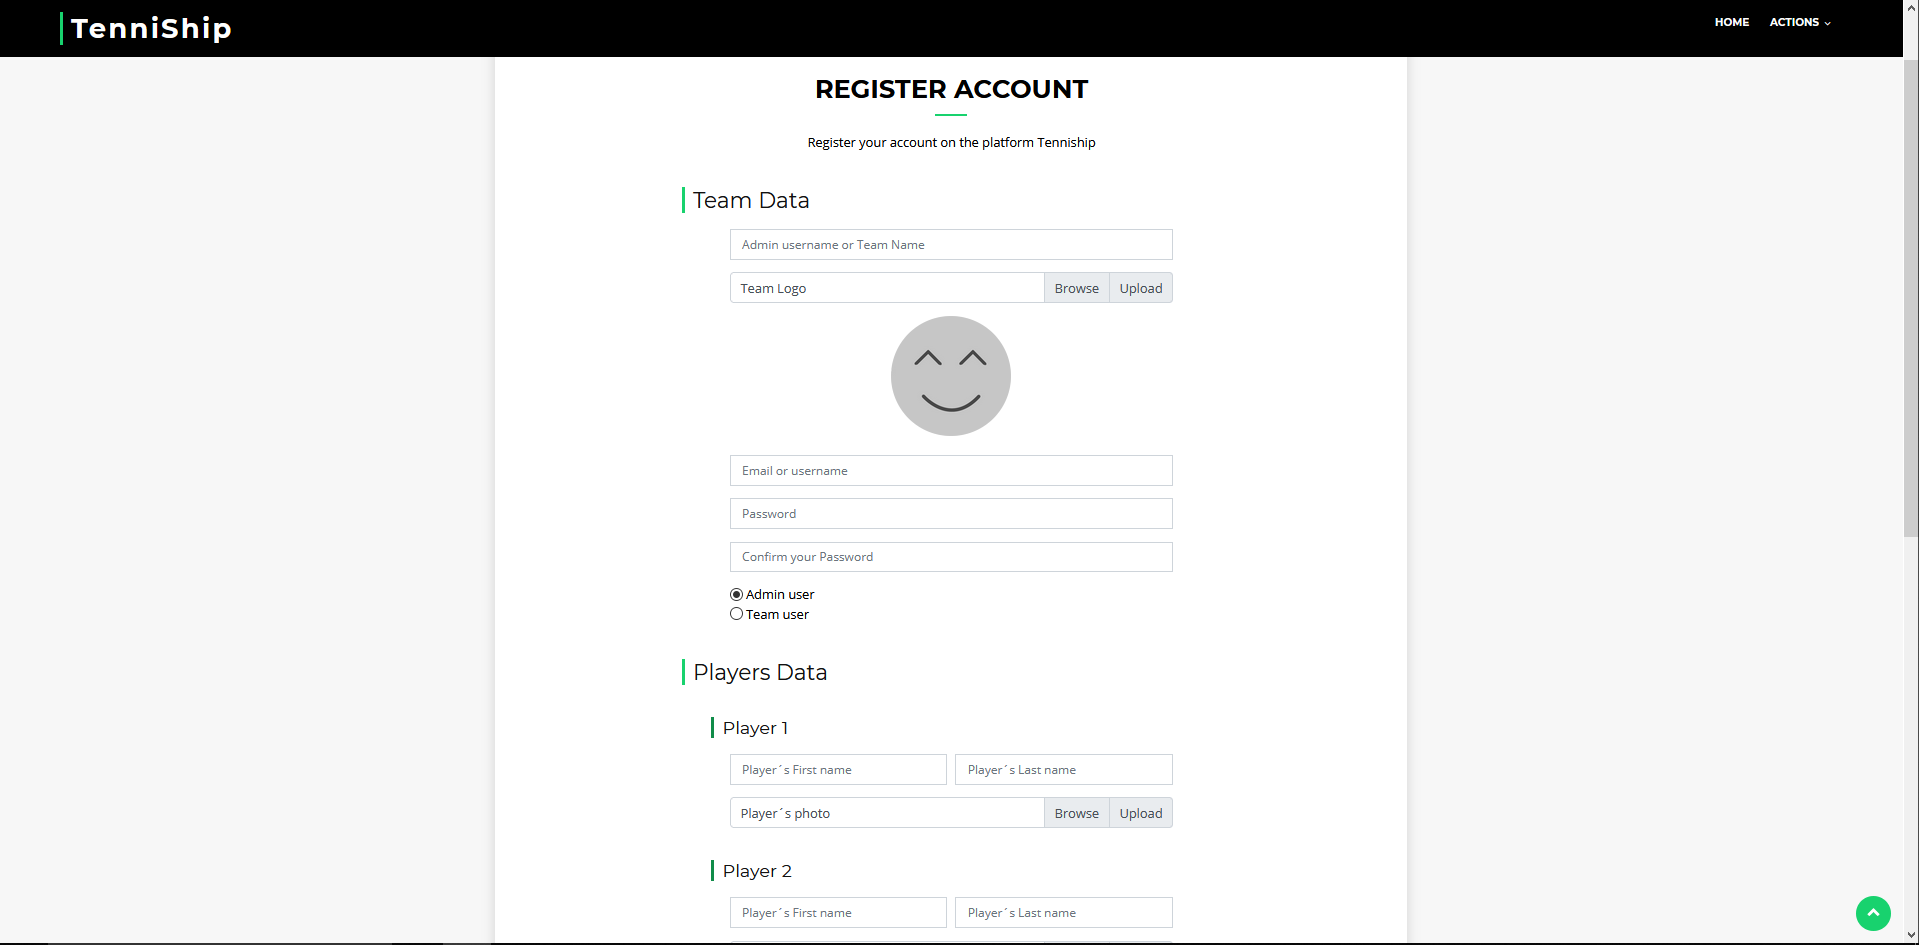 TenniShip
HOME ACTIONS
REGISTER ACCOUNT
Register your account on the platform Tenniship
Team Data
Admin username or Team Name
Team Logo Browse Upload
Email or username
Password
Confirm your Password
Admin user
Team user
Players Data
Player 1
Player´s First name Player´s Last name
Player´s photo Browse Upload
Player 2
Player´s First name Player´s Last name